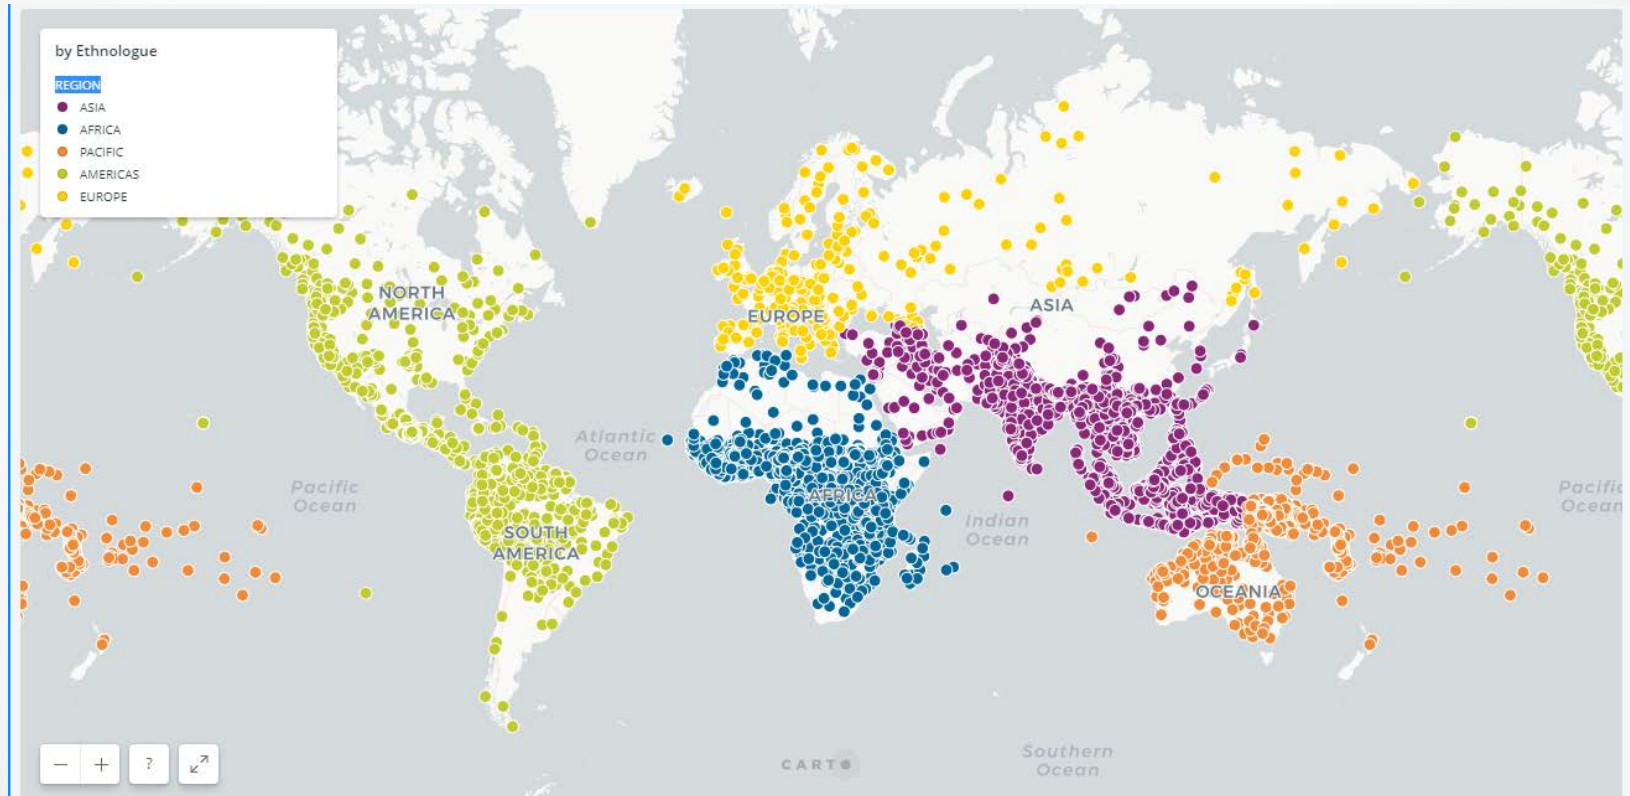 by Ethnologue
REGION
ASIA
AFRICA
PACIFIC
AMERICAS
EUROPE
NORTH
AMERICA
EUROPE
ASIA
Atlantic
Ocean
Pacific
Ocean
AFRICA
Pacific
Ocean
SOUTH
AMERICA
Indian
Ocean
OCEANIA
Southern
Ocean
CARTO
− + ?